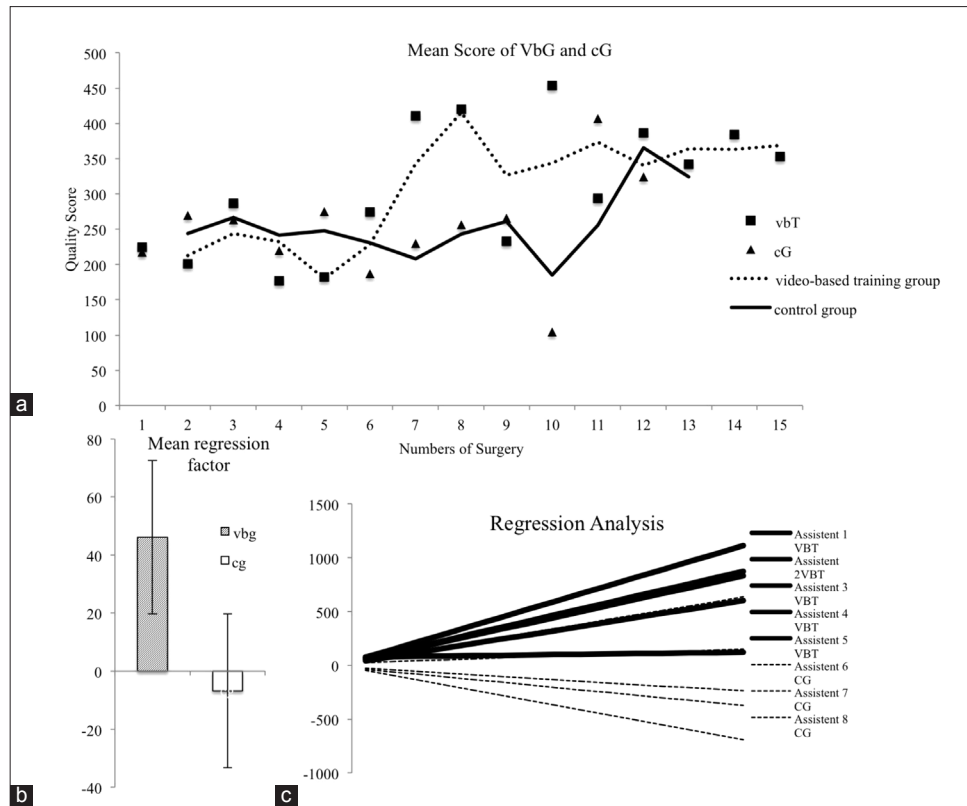 Mean Score of VbG and cG
500
450
400
350
300
250
200
150
100
50
0
Quality Score
vbT
cG
video-based training group
control group
1 2 3 4 5 6 7 8 9 10 11 12 13 14 15
Numbers of Surgery
a
Mean regression
factor
80
60
40
20
0
-20
-40
vbg
cg
b
Regression Analysis
1500
1000
500
0
-500
-1000
Assistent 1
VBT
Assistent
2VBT
Assistent 3
VBT
Assistent 4
VBT
Assistent 5
VBT
Assistent 6
CG
Assistent 7
CG
Assistent 8
CG
c